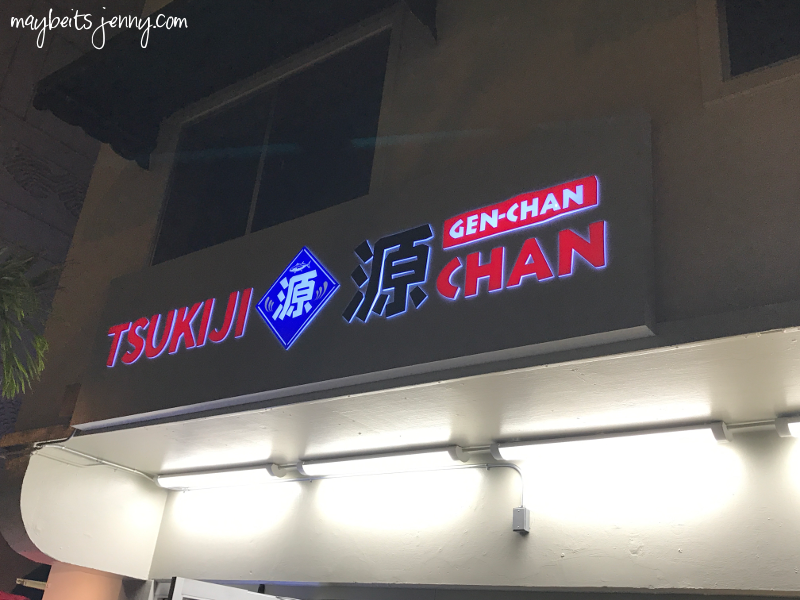 maybeitsjenny.com
TSUKIJI 源 源 CHAN
GEN-CHAN